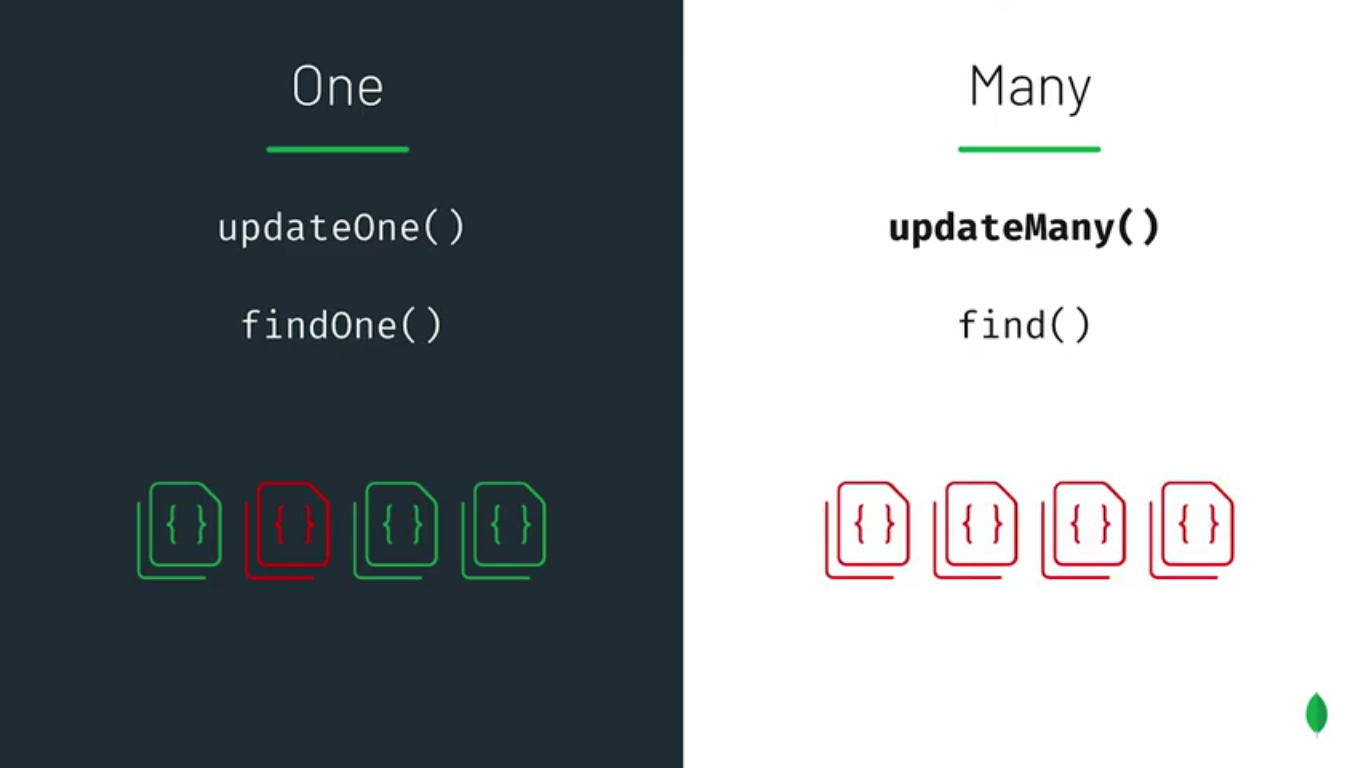 One
updateOne()
findOne()
{ } { } { } { }
Many
updateMany()
find()
{ } { } { } { }